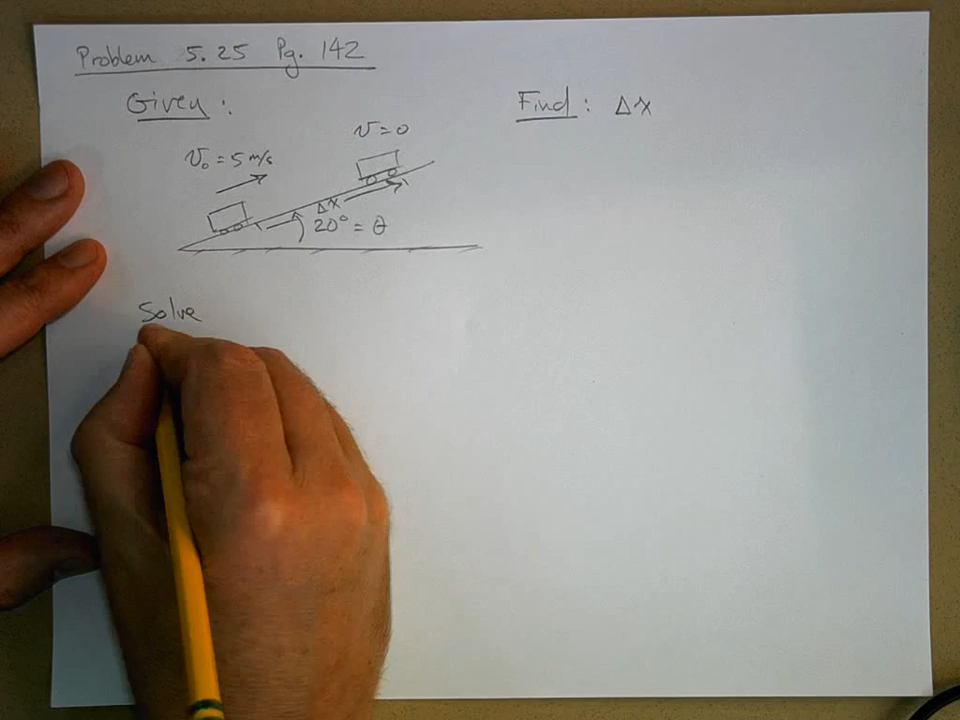 Problem 5.25 Pg. 142
Given:
Find: Δx
v = 0
v₀ = 5 m/s
Δx
20° = θ
Solve